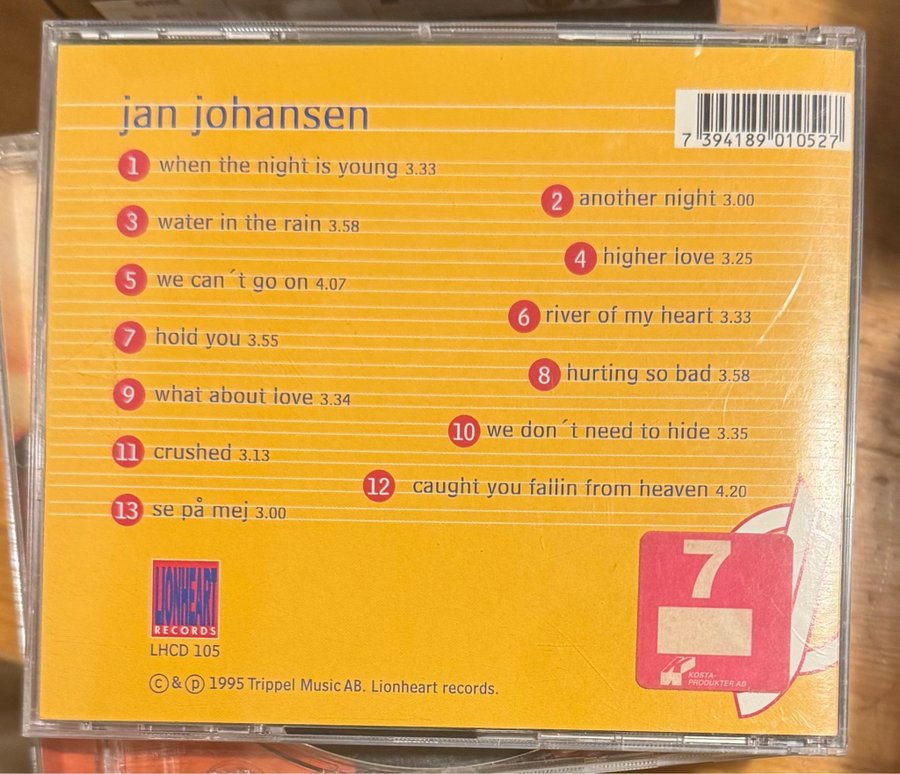 jan johansen
7 394189 010527
1 when the night is young 3.33
2 another night 3.00
3 water in the rain 3.58
4 higher love 3.25
5 we can´t go on 4.07
6 river of my heart 3.33
7 hold you 3.55
8 hurting so bad 3.58
9 what about love 3.34
10 we don´t need to hide 3.35
11 crushed 3.13
12 caught you fallin from heaven 4.20
13 se på mej 3.00
7
LIONHEART
RECORDS
LHCD 105
KOSTA-
PRODUKTER AB
©&℗ 1995 Trippel Music AB. Lionheart records.